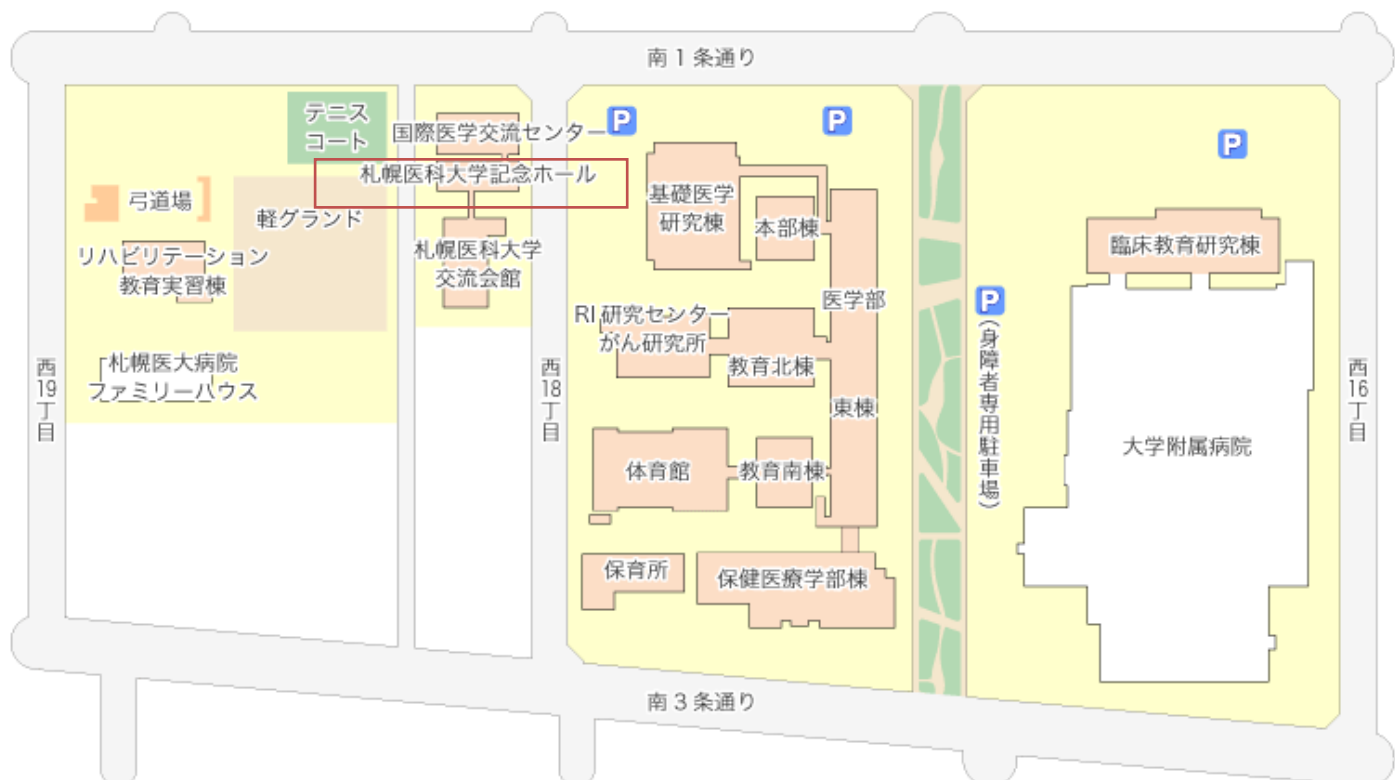 南1条通り
テニス
コート
国際医学交流センター
P
P
P
札幌医科大学記念ホール
弓道場
軽グランド
基礎医学
研究棟
本部棟
リハビリテーション
教育実習棟
札幌医科大学
交流会館
臨床教育研究棟
医学部
P
(身障者専用駐車場)
RI研究センター
がん研究所
教育北棟
札幌医大病院
ファミリーハウス
西19丁目
西18丁目
西16丁目
東棟
大学附属病院
体育館
教育南棟
保育所
保健医療学部棟
南3条通り